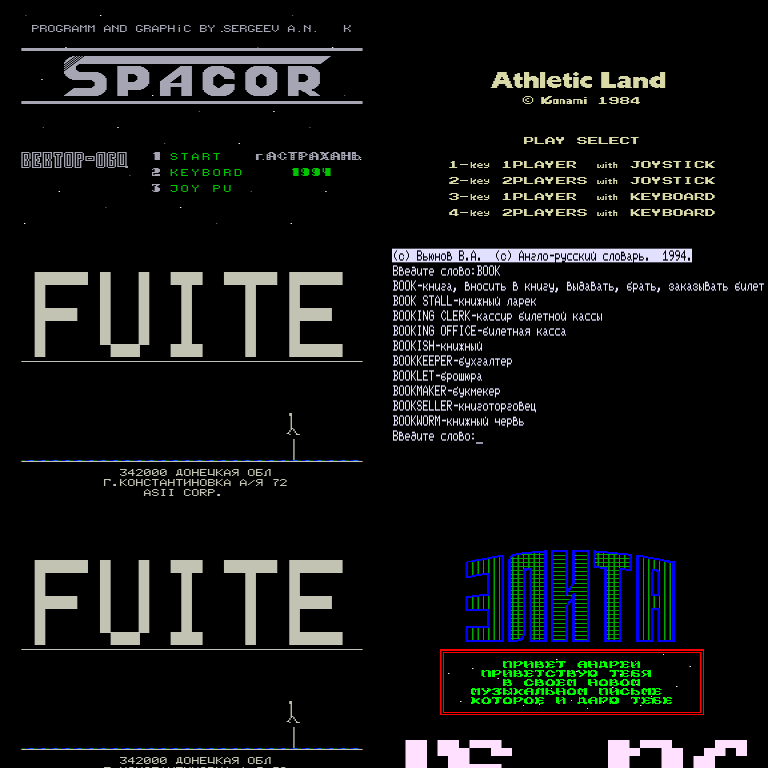 PROGRAMM AND GRAPHiC BY SERGEEV A.N. K
SPACOR
ВЕКТОР-06Ц
1 START
2 KEYBORD
3 JOY PU
г.АСТРАХАНЬ
1994
Athletic Land
© Konami 1984
PLAY SELECT
1-key 1PLAYER with JOYSTICK
2-key 2PLAYERS with JOYSTICK
3-key 1PLAYER with KEYBOARD
4-key 2PLAYERS with KEYBOARD
FUITE
342000 ДОНЕЦКАЯ ОБЛ
Г.КОНСТАНТИНОВКА А/Я 72
ASII CORP.
(c) Вьюнов В.А. (c) Англо-русский словарь. 1994.
Введите слово:BOOK
BOOK-книга, вносить в книгу, выдавать, брать, заказывать билет
BOOK STALL-книжный ларек
BOOKING CLERK-кассир билетной кассы
BOOKING OFFICE-билетная касса
BOOKISH-книжный
BOOKKEEPER-бухгалтер
BOOKLET-брошюра
BOOKMAKER-букмекер
BOOKSELLER-книготорговец
BOOKWORM-книжный червь
Введите слово:_
FUITE
342000 ДОНЕЦКАЯ ОБЛ
ЭЛИТА
ПРИВЕТ АНДРЕЙ
ПРИВЕТСТВУЮ ТЕБЯ
В СВОЕМ НОВОМ
МУЗЫКАЛЬНОМ ПИСЬМЕ
КОТОРОЕ И ДАРЮ ТЕБЕ